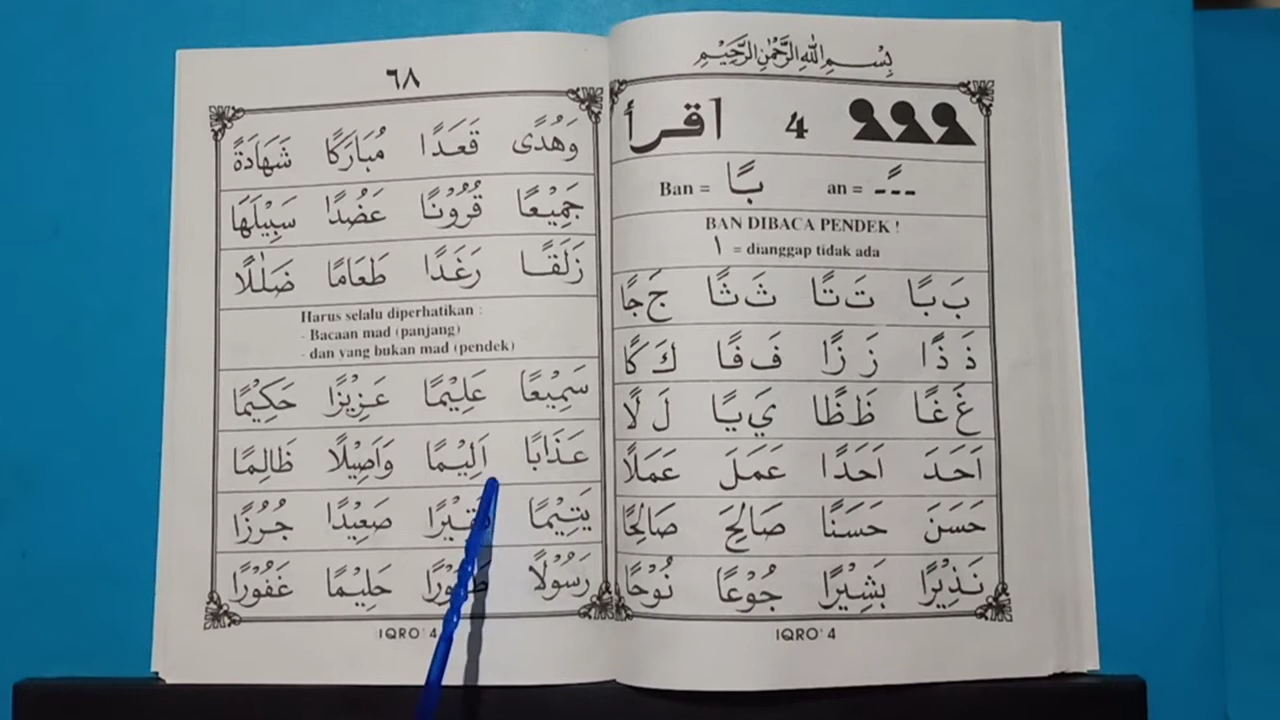 بِسْمِ اللّٰهِ الرَّحْمٰنِ الرَّحِيْمِ
اقرأ 4
ـًـ = an بًا = Ban
BAN DIBACA PENDEK !
ا = dianggap tidak ada
بَ بًا تَ تًا ثَ ثًا جَ جًا
ذَ ذًا زَ زًا فَ فًا كَ كًا
غَ غًا ظَ ظًا يَ يًا لَ لًا
اَحَدَ اَحَدًا عَمَلَ عَمَلًا
حَسَنَ حَسَنًا صَالِحَ صَالِحًا
نَذِيْرًا بَشِيْرًا جُوْعًا نُوْحًا
IQRO' 4
٦٨
وَهُدًى قَعَدًا مُبَارَكًا شَهَادَةً
جَمِيْعًا قُرُوْنًا عَضُدًا سَبِيْلَهَا
زَلَقًا رَغَدًا طَعَامًا ضَلٰلًا
Harus selalu diperhatikan :
- Bacaan mad (panjang)
- dan yang bukan mad (pendek)
سَمِيْعًا عَلِيْمًا عَزِيْزًا حَكِيْمًا
عَذَابًا اَلِيْمًا وَاَصِيْلًا ظَالِمًا
يَتِيْمًا صَعِيْدًا جُرُزًا
رَسُوْلًا حَلِيْمًا غَفُوْرًا
IQRO' 4